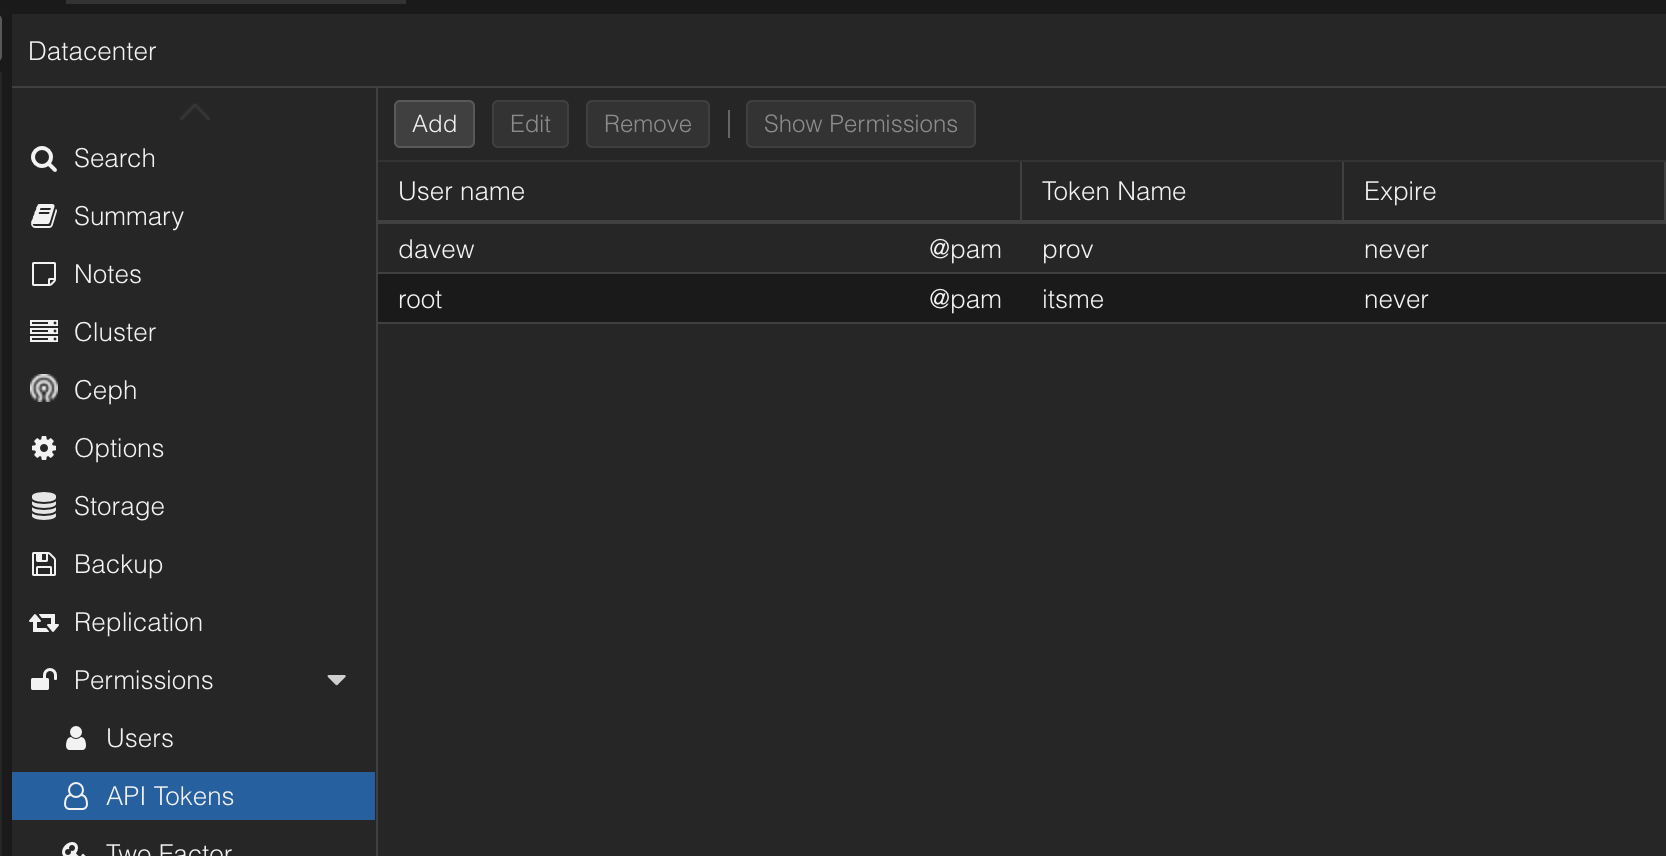 Datacenter
Search
Summary
Notes
Cluster
Ceph
Options
Storage
Backup
Replication
Permissions
Users
API Tokens
Two Factor
Add Edit Remove | Show Permissions
User name Token Name Expire
davew @pam prov never
root @pam itsme never